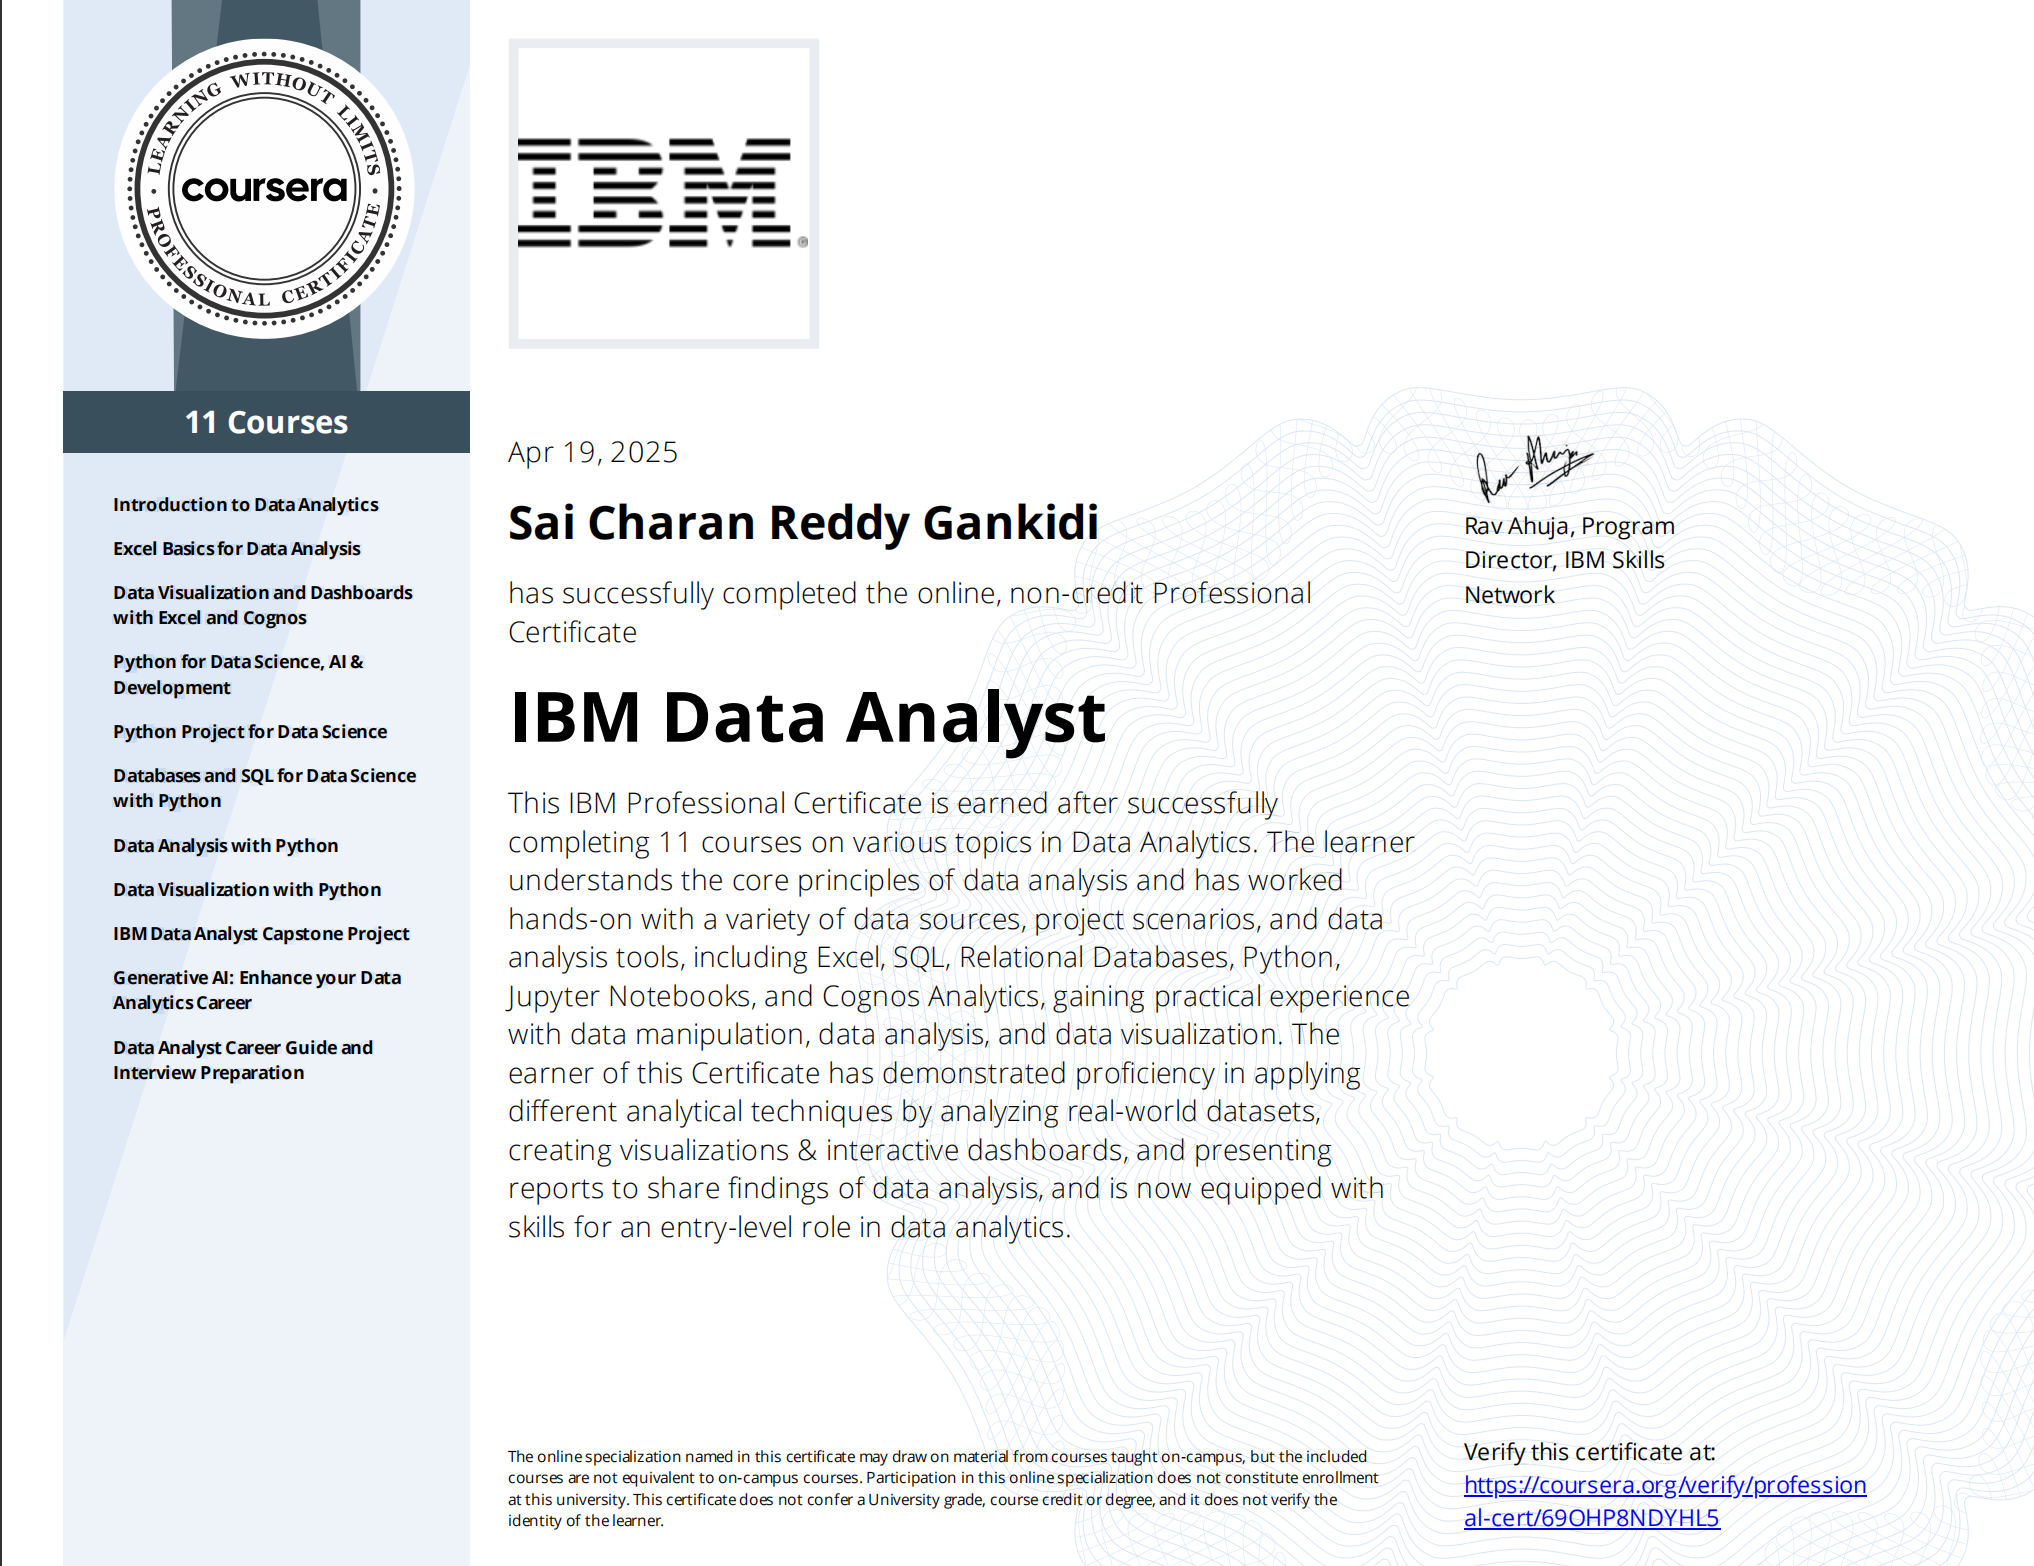 LEARNING WITHOUT LIMITS
coursera
PROFESSIONAL CERTIFICATE
11 Courses
Introduction to Data Analytics
Excel Basics for Data Analysis
Data Visualization and Dashboards
with Excel and Cognos
Python for Data Science, AI &
Development
Python Project for Data Science
Databases and SQL for Data Science
with Python
Data Analysis with Python
Data Visualization with Python
IBM Data Analyst Capstone Project
Generative AI: Enhance your Data
Analytics Career
Data Analyst Career Guide and
Interview Preparation
IBM®
Apr 19, 2025
Sai Charan Reddy Gankidi
has successfully completed the online, non-credit Professional
Certificate
IBM Data Analyst
This IBM Professional Certificate is earned after successfully
completing 11 courses on various topics in Data Analytics. The learner
understands the core principles of data analysis and has worked
hands-on with a variety of data sources, project scenarios, and data
analysis tools, including Excel, SQL, Relational Databases, Python,
Jupyter Notebooks, and Cognos Analytics, gaining practical experience
with data manipulation, data analysis, and data visualization. The
earner of this Certificate has demonstrated proficiency in applying
different analytical techniques by analyzing real-world datasets,
creating visualizations & interactive dashboards, and presenting
reports to share findings of data analysis, and is now equipped with
skills for an entry-level role in data analytics.
Rav Ahuja
Rav Ahuja, Program
Director, IBM Skills
Network
The online specialization named in this certificate may draw on material from courses taught on-campus, but the included
courses are not equivalent to on-campus courses. Participation in this online specialization does not constitute enrollment
at this university. This certificate does not confer a University grade, course credit or degree, and it does not verify the
identity of the learner.
Verify this certificate at:
https://coursera.org/verify/profession
al-cert/69OHP8NDYHL5